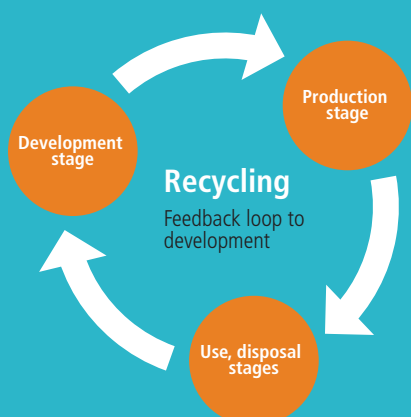 Production
stage
Development
stage
Recycling
Feedback loop to
development
Use, disposal
stages